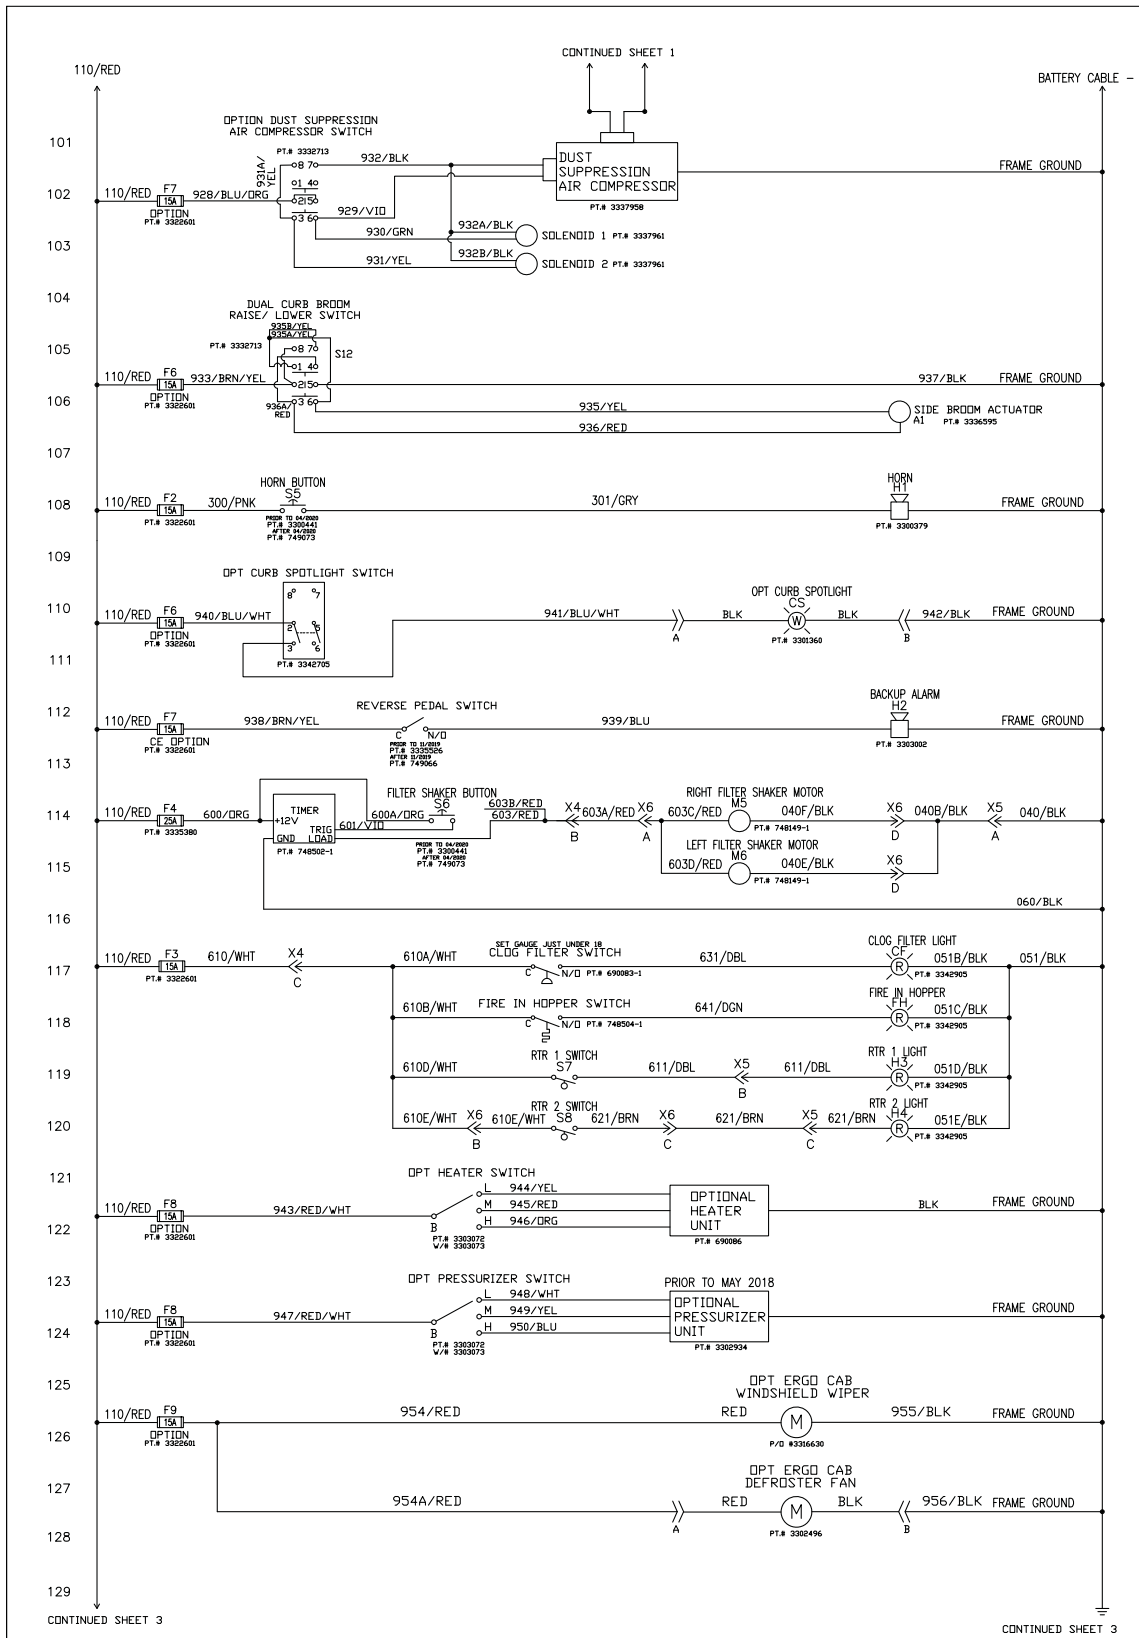 CONTINUED SHEET 1
110/RED
BATTERY CABLE -
OPTION DUST SUPPRESSION
AIR COMPRESSOR SWITCH
101
PT.# 3332713
931A/
YEL
8 7
932/BLK
DUST
SUPPRESSION
AIR COMPRESSOR
FRAME GROUND
102
110/RED
F7
15A
928/BLU/ORG
1 4
2 5
3 6
929/VIO
OPTION
PT.# 3322601
PT.# 3337958
932A/BLK
930/GRN
SOLENOID 1 PT.# 3337961
103
932B/BLK
931/YEL
SOLENOID 2 PT.# 3337961
104
DUAL CURB BROOM
RAISE/ LOWER SWITCH
935B/YEL
935A/YEL
PT.# 3332713
105
8 7
S12
1 4
110/RED
F6
15A
933/BRN/YEL
2 5
937/BLK
FRAME GROUND
OPTION
PT.# 3322601
106
936A/
RED
3 6
935/YEL
SIDE BROOM ACTUATOR
A1 PT.# 3336595
936/RED
107
HORN BUTTON
S5
HORN
H1
108
110/RED
F2
15A
300/PNK
301/GRY
FRAME GROUND
PT.# 3322601
PRIOR TO 04/2020
PT.# 3300441
AFTER 04/2020
PT.# 749073
PT.# 3300379
109
OPT CURB SPOTLIGHT SWITCH
8 7
OPT CURB SPOTLIGHT
CS
110
110/RED
F6
15A
940/BLU/WHT
2 5
3 6
941/BLU/WHT
A
BLK
W
BLK
B
942/BLK
FRAME GROUND
OPTION
PT.# 3322601
PT.# 3301360
111
PT.# 3342705
112
REVERSE PEDAL SWITCH
BACKUP ALARM
H2
110/RED
F7
15A
938/BRN/YEL
C N/O
939/BLU
FRAME GROUND
CE OPTION
PT.# 3322601
PRIOR TO 11/2019
PT.# 3335526
AFTER 11/2019
PT.# 749066
PT.# 3303002
113
FILTER SHAKER BUTTON
S6
RIGHT FILTER SHAKER MOTOR
M5
114
110/RED
F4
25A
600/ORG
TIMER
+12V
TRIG
GND LOAD
600A/ORG
601/VIO
603B/RED
603/RED
X4
B
603A/RED
X6
A
603C/RED
PT.# 748149-1
040F/BLK
X6
D
040B/BLK
X5
A
040/BLK
PT.# 3335380
PT.# 748502-1
PRIOR TO 04/2020
PT.# 3300441
AFTER 04/2020
PT.# 749073
115
LEFT FILTER SHAKER MOTOR
603D/RED
M6
PT.# 748149-1
040E/BLK
X6
D
060/BLK
116
117
110/RED
F3
15A
610/WHT
X4
C
610A/WHT
SET GAUGE JUST UNDER 18
CLOG FILTER SWITCH
C N/O PT.# 690083-1
631/DBL
CLOG FILTER LIGHT
CF
R
PT.# 3342905
051B/BLK
051/BLK
PT.# 3322601
118
610B/WHT
FIRE IN HOPPER SWITCH
C N/O PT.# 748504-1
641/DGN
FIRE IN HOPPER
FH
R
PT.# 3342905
051C/BLK
119
610D/WHT
RTR 1 SWITCH
S7
611/DBL
X5
B
611/DBL
RTR 1 LIGHT
H3
R
PT.# 3342905
051D/BLK
120
610E/WHT
X6
B
610E/WHT
RTR 2 SWITCH
S8
621/BRN
X6
C
621/BRN
X5
C
621/BRN
RTR 2 LIGHT
H4
R
PT.# 3342905
051E/BLK
121
OPT HEATER SWITCH
L 944/YEL
M 945/RED
H 946/ORG
OPTIONAL
HEATER
UNIT
BLK
FRAME GROUND
122
110/RED
F8
15A
943/RED/WHT
B
OPTION
PT.# 3322601
PT.# 3303072
W/# 3303073
PT.# 690086
123
OPT PRESSURIZER SWITCH
PRIOR TO MAY 2018
L 948/WHT
M 949/YEL
H 950/BLU
OPTIONAL
PRESSURIZER
UNIT
FRAME GROUND
124
110/RED
F8
15A
947/RED/WHT
B
OPTION
PT.# 3322601
PT.# 3303072
W/# 3303073
PT.# 3302934
125
OPT ERGO CAB
WINDSHIELD WIPER
126
110/RED
F9
15A
954/RED
RED
M
955/BLK
FRAME GROUND
OPTION
PT.# 3322601
P/O #3316630
127
OPT ERGO CAB
DEFROSTER FAN
954A/RED
A
RED
M
BLK
B
956/BLK
FRAME GROUND
PT.# 3302496
128
129
CONTINUED SHEET 3
CONTINUED SHEET 3